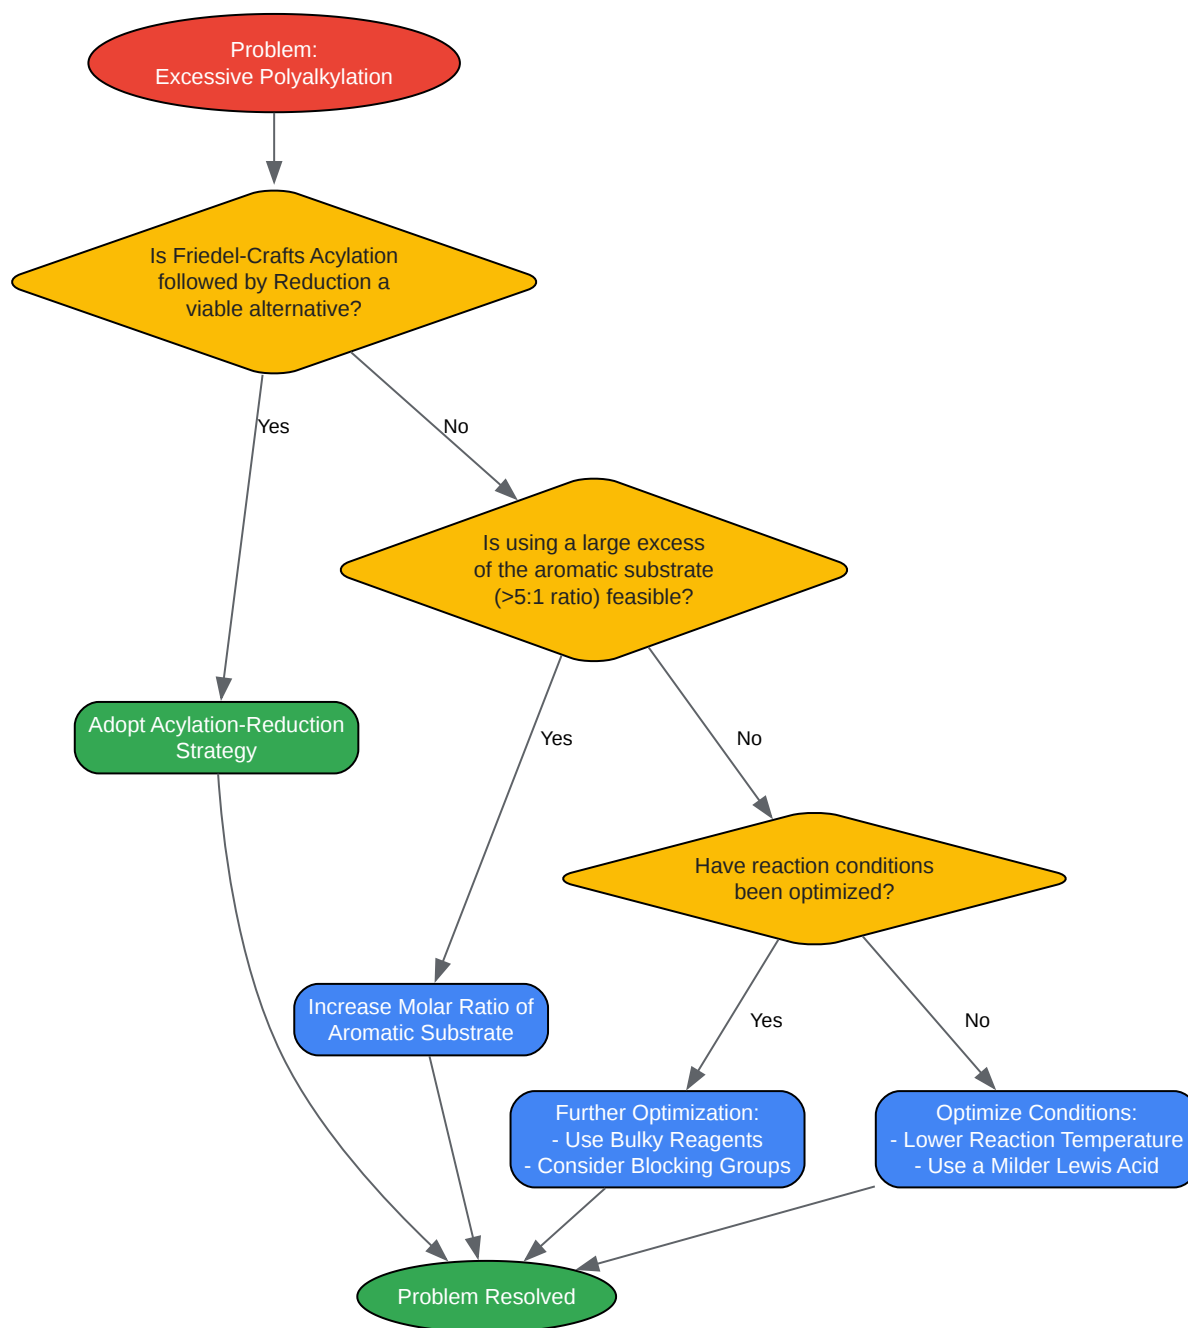 Problem:
Excessive Polyalkylation
Is Friedel-Crafts Acylation
followed by Reduction a
viable alternative?
Yes
No
Is using a large excess
of the aromatic substrate
(>5:1 ratio) feasible?
Adopt Acylation-Reduction
Strategy
Yes
No
Have reaction conditions
been optimized?
Increase Molar Ratio of
Aromatic Substrate
Yes
No
Further Optimization:
- Use Bulky Reagents
- Consider Blocking Groups
Optimize Conditions:
- Lower Reaction Temperature
- Use a Milder Lewis Acid
Problem Resolved